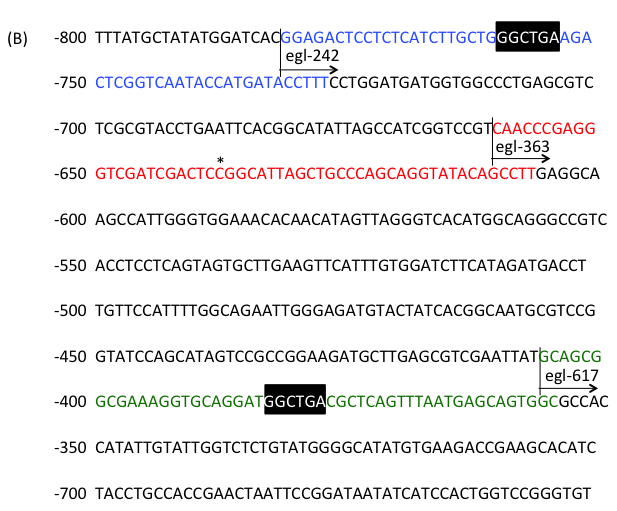 (B) -800 TTTATGCTATATGGATCACGGAGACTCCTCTCATCTTGCTGGGCTGAAGA
egl-242
-750 CTCGGTCAATACCATGATACCTTTCCTGGATGATGGTGGCCCTGAGCGTC
-700 TCGCGTACCTGAATTCACGGCATATTAGCCATCGGTCCGTCAACCCGAGG
* egl-363
-650 GTCGATCGACTCCGGCATTAGCTGCCCAGCAGGTATACAGCCTTGAGGCA
-600 AGCCATTGGGTGGAAACACAACATAGTTAGGGTCACATGGCAGGGCCGTC
-550 ACCTCCTCAGTAGTGCTTGAAGTTCATTTGTGGATCTTCATAGATGACCT
-500 TGTTCCATTTTGGCAGAATTGGGAGATGTACTATCACGGCAATGCGTCCG
-450 GTATCCAGCATAGTCCGCCGGAAGATGCTTGAGCGTCGAATTATGCAGCG
egl-617
-400 GCGAAAGGTGCAGGATGGCTGACGCTCAGTTTAATGAGCAGTGGCGCCAC
-350 CATATTGTATTGGTCTCTGTATGGGGCATATGTGAAGACCGAAGCACATC
-700 TACCTGCCACCGAACTAATTCCGGATAATATCATCCACTGGTCCGGGTGT